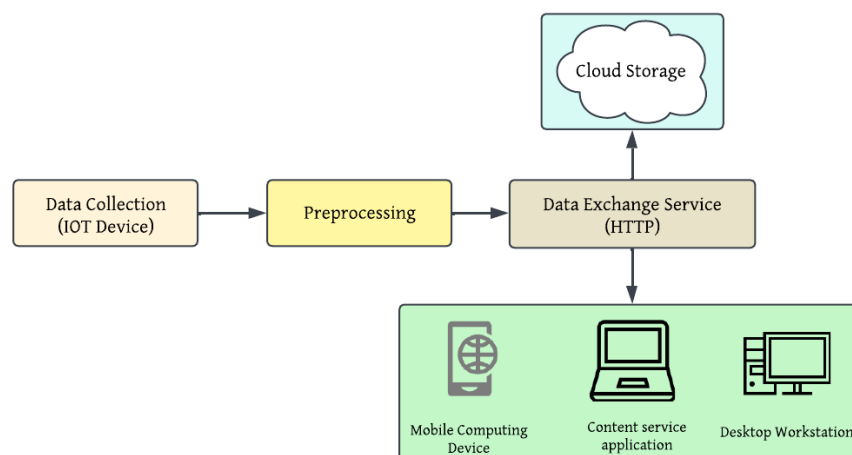 Cloud Storage
Data Collection
(IOT Device)
Preprocessing
Data Exchange Service
(HTTP)
Mobile Computing
Device
Content service
application
Desktop Workstation